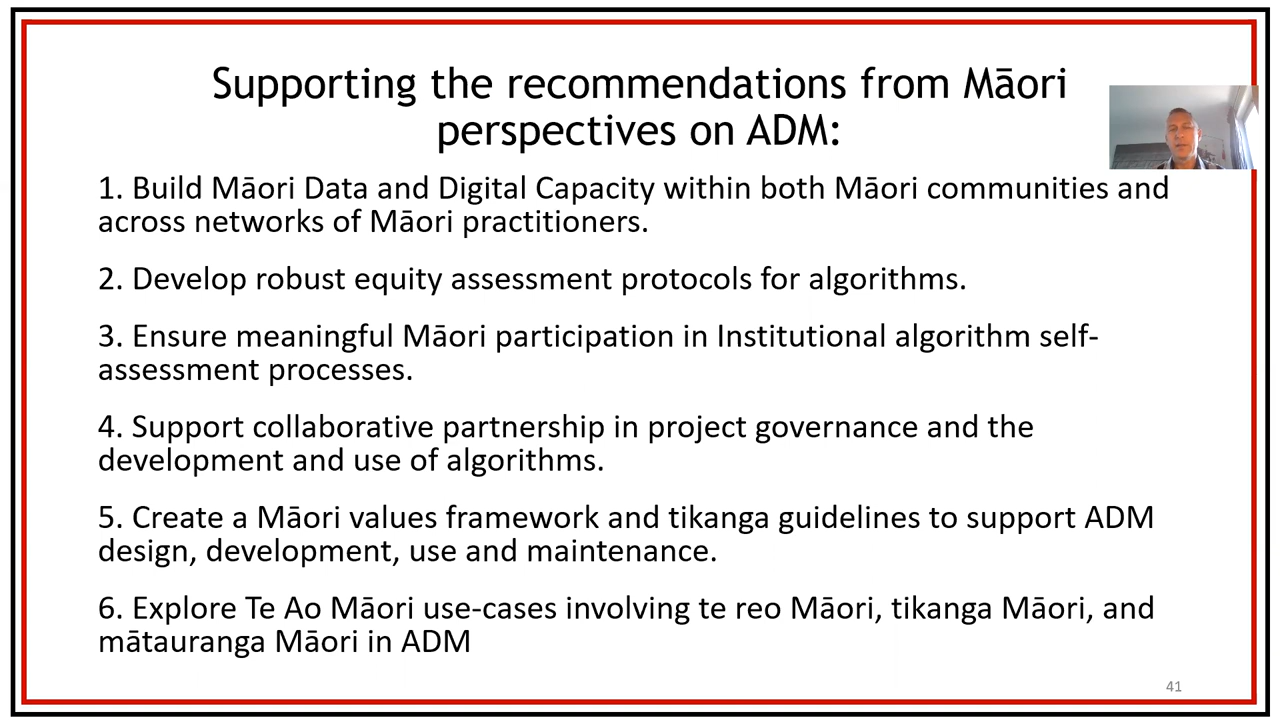 Supporting the recommendations from Māori
perspectives on ADM:
1. Build Māori Data and Digital Capacity within both Māori communities and
across networks of Māori practitioners.
2. Develop robust equity assessment protocols for algorithms.
3. Ensure meaningful Māori participation in Institutional algorithm self-
assessment processes.
4. Support collaborative partnership in project governance and the
development and use of algorithms.
5. Create a Māori values framework and tikanga guidelines to support ADM
design, development, use and maintenance.
6. Explore Te Ao Māori use-cases involving te reo Māori, tikanga Māori, and
mātauranga Māori in ADM
41